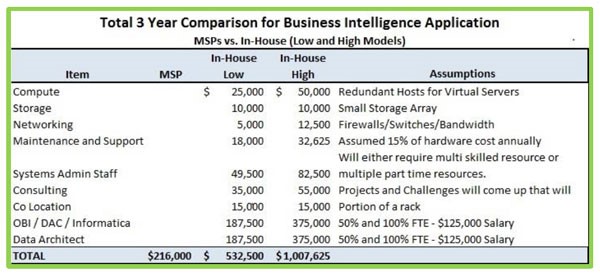 Total 3 Year Comparison for Business Intelligence Application
MSPs vs. In-House (Low and High Models)
In-House In-House
Item MSP Low High Assumptions
Compute $ 25,000 $ 50,000 Redundant Hosts for Virtual Servers
Storage 10,000 10,000 Small Storage Array
Networking 5,000 12,500 Firewalls/Switches/Bandwidth
Maintenance and Support 18,000 32,625 Assumed 15% of hardware cost annually
Will either require multi skilled resource or
Systems Admin Staff 49,500 82,500 multiple part time resources.
Consulting 35,000 55,000 Projects and Challenges will come up that will
Co Location 15,000 15,000 Portion of a rack
OBI / DAC / Informatica 187,500 375,000 50% and 100% FTE - $125,000 Salary
Data Architect 187,500 375,000 50% and 100% FTE - $125,000 Salary
TOTAL $216,000 $ 532,500 $1,007,625